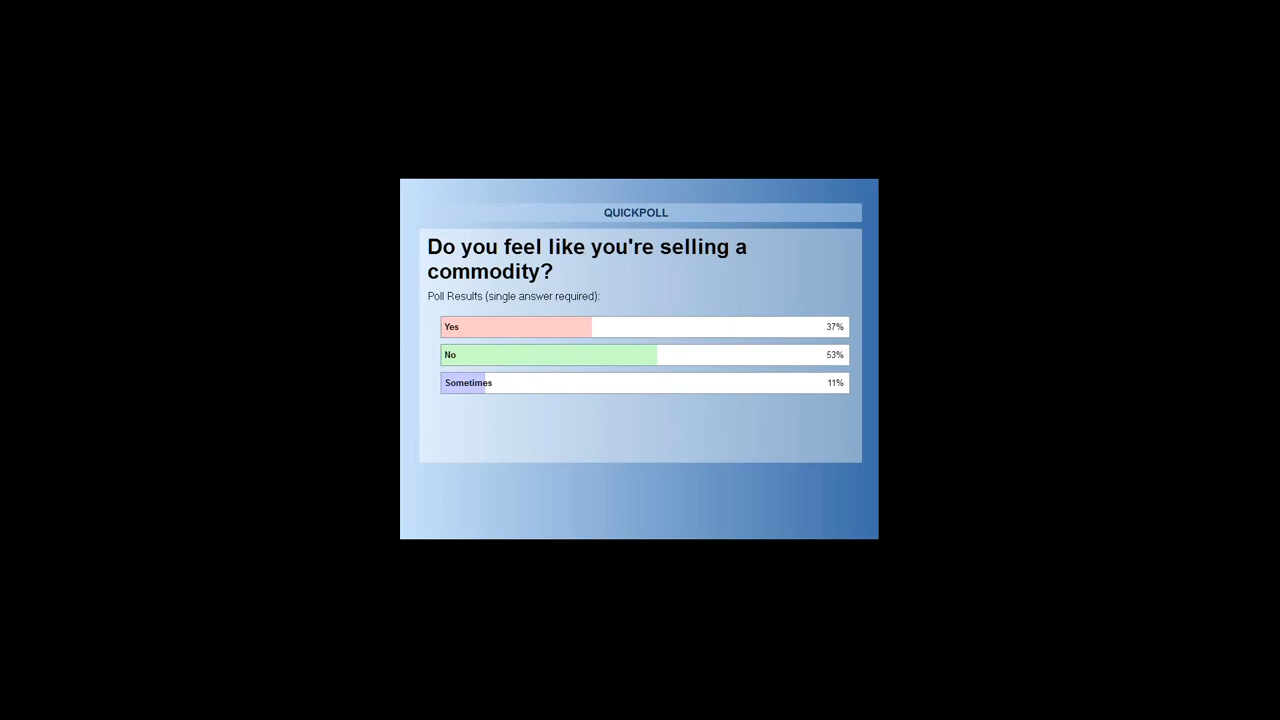 QUICKPOLL
Do you feel like you're selling a
commodity?
Poll Results (single answer required):
Yes 37%
No 53%
Sometimes 11%